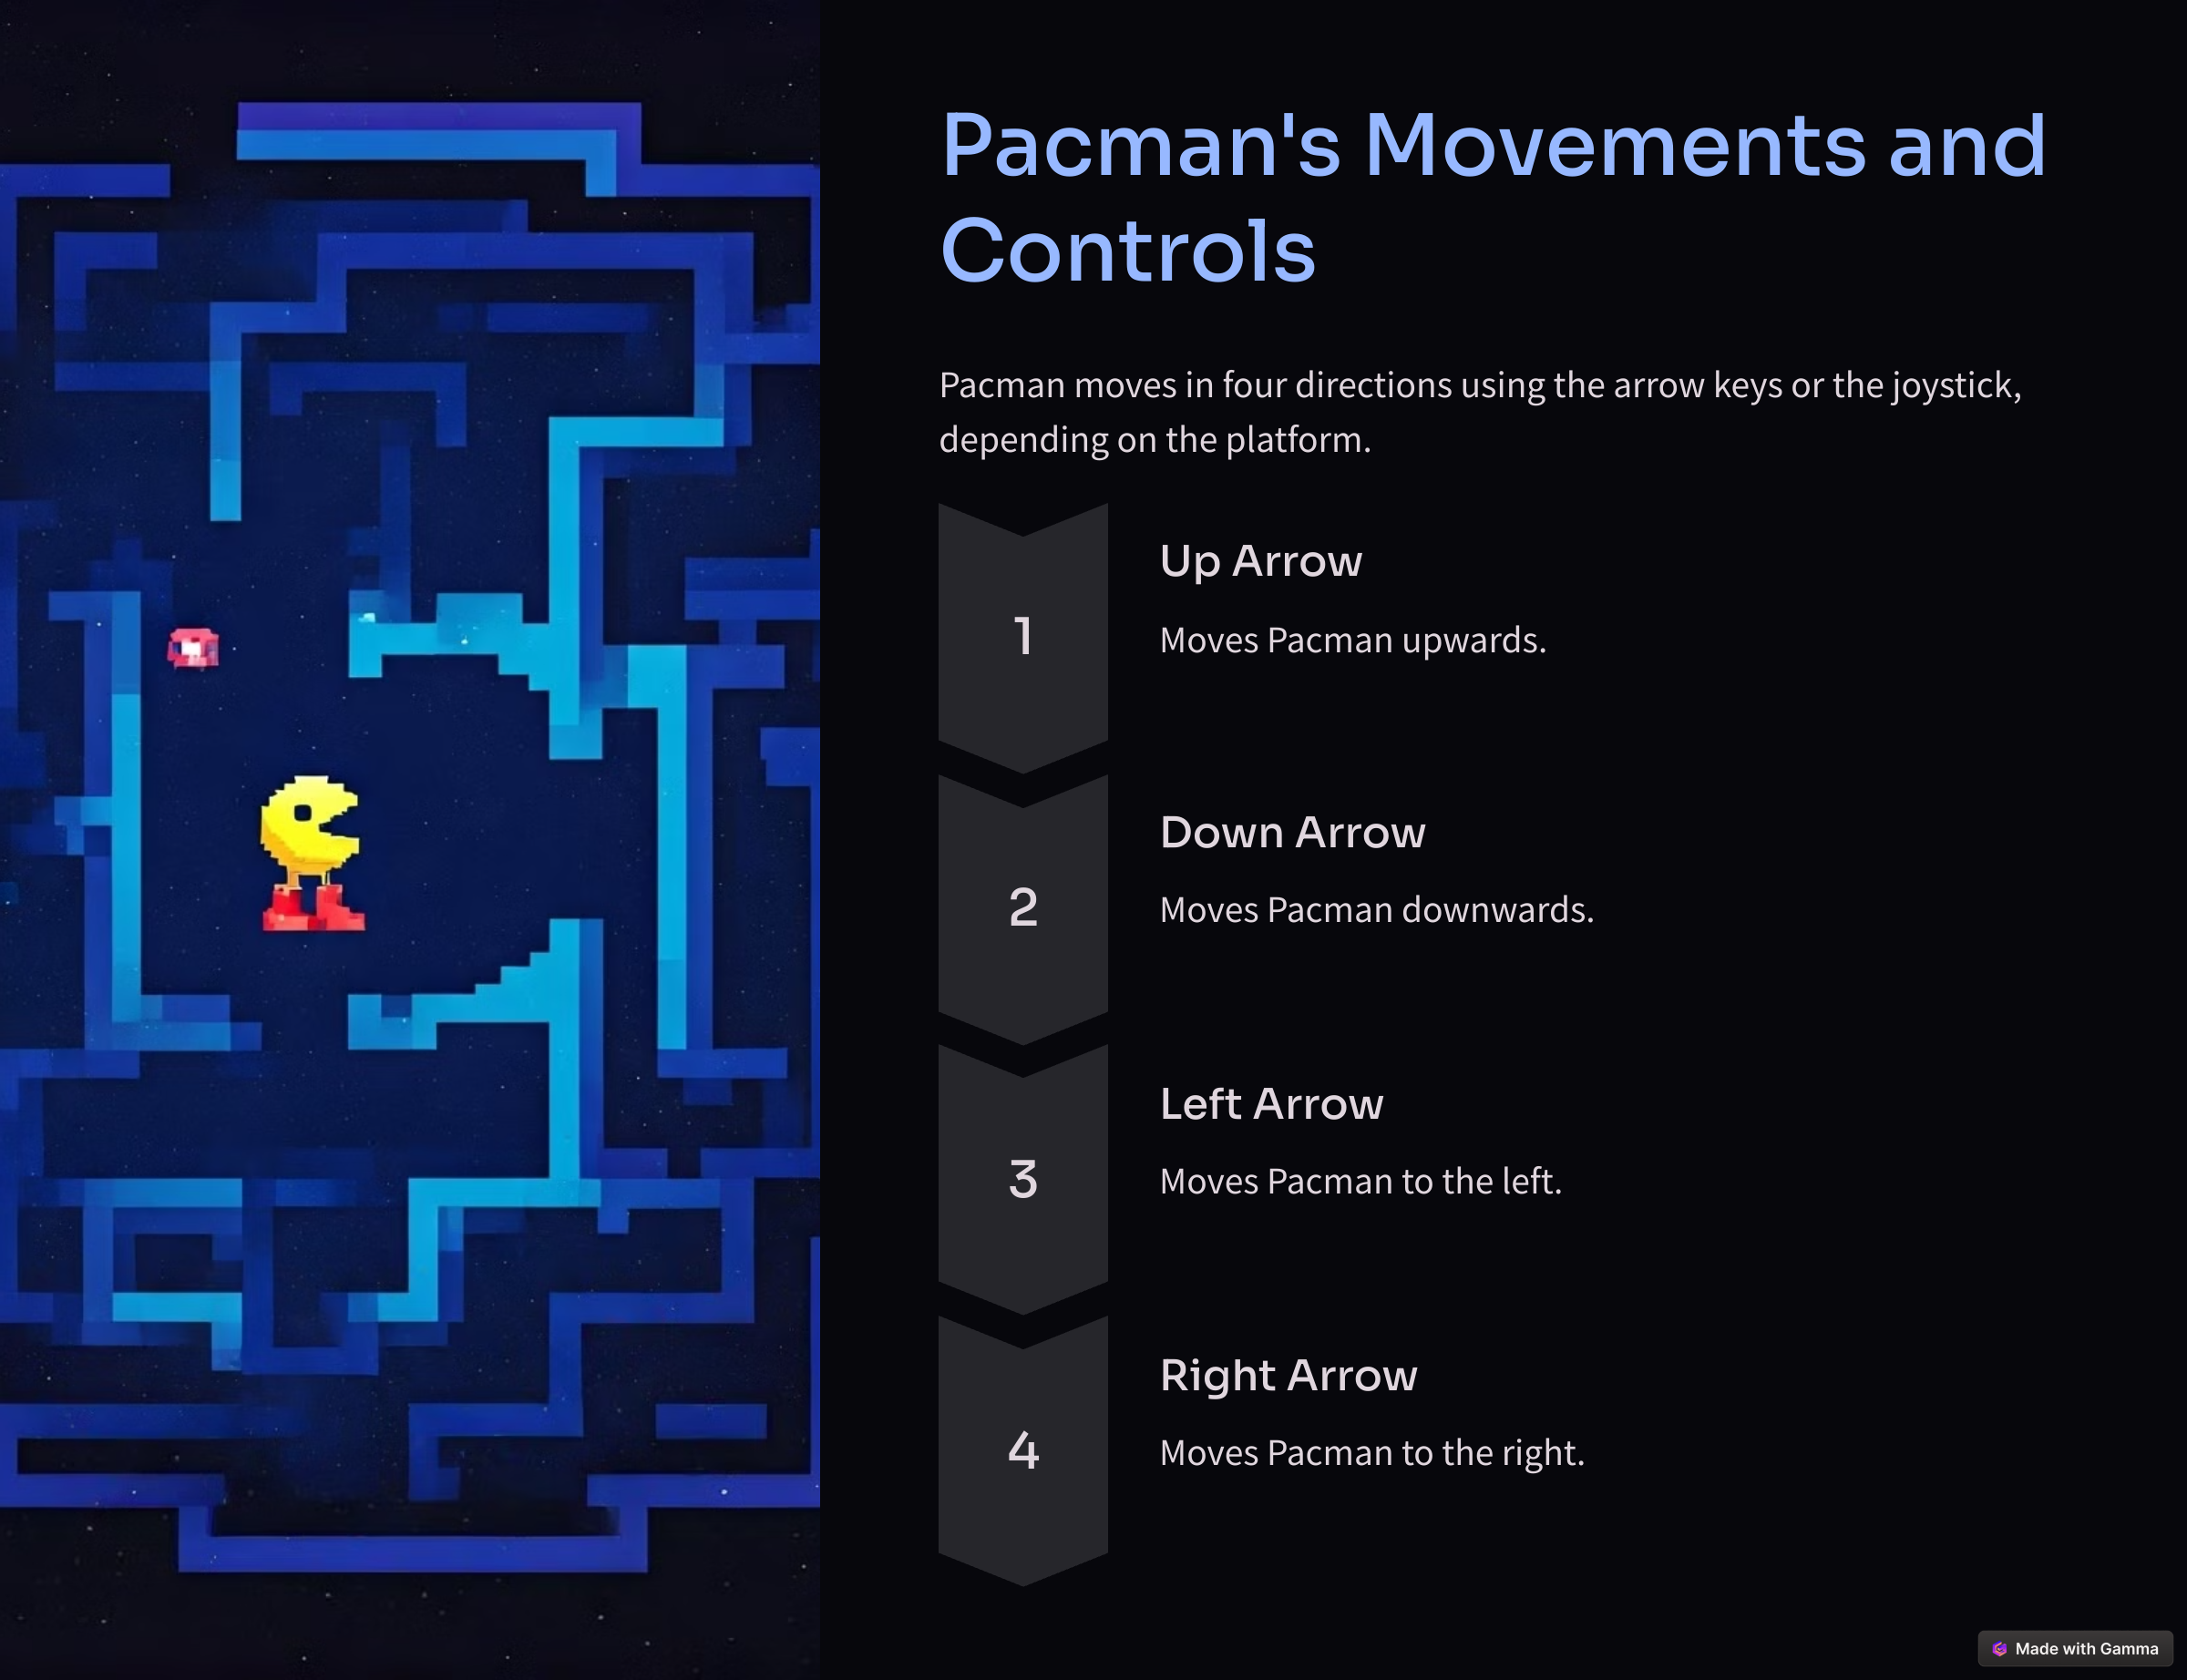 Pacman's Movements and
Controls
Pacman moves in four directions using the arrow keys or the joystick,
depending on the platform.
1
Up Arrow
Moves Pacman upwards.
2
Down Arrow
Moves Pacman downwards.
3
Left Arrow
Moves Pacman to the left.
4
Right Arrow
Moves Pacman to the right.
Made with Gamma